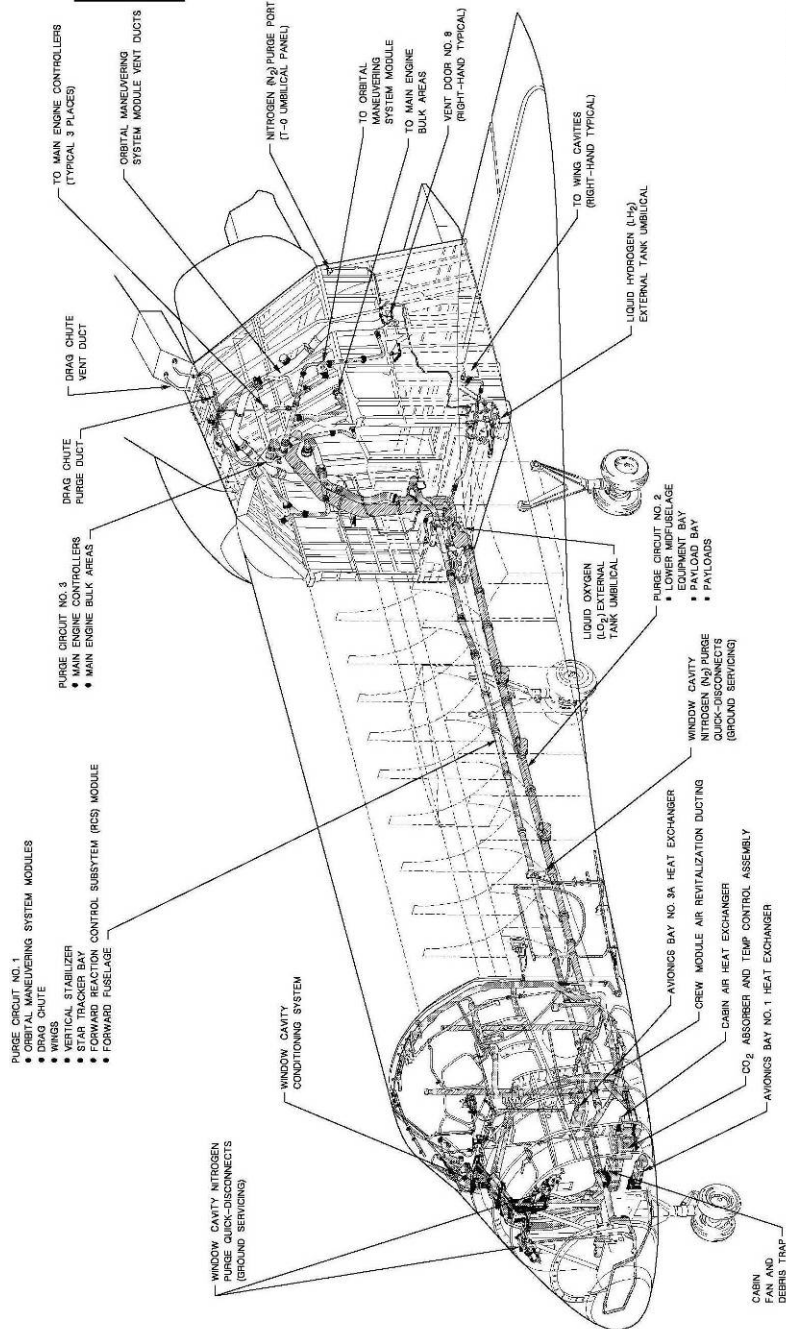 PURGE CIRCUIT NO. 1
• ORBITAL MANEUVERING SYSTEM MODULES
• DRAG CHUTE
• WINGS
• VERTICAL STABILIZER
• STAR TRACKER BAY
• FORWARD REACTION CONTROL SUBSYTEM (RCS) MODULE
• FORWARD FUSELAGE
PURGE CIRCUIT NO. 3
• MAIN ENGINE CONTROLLERS
• MAIN ENGINE BULK AREAS
DRAG CHUTE
PURGE DUCT
DRAG CHUTE
VENT DUCT
TO MAIN ENGINE CONTROLLERS
(TYPICAL 3 PLACES)
ORBITAL MANEUVERING
SYSTEM MODULE VENT DUCTS
NITROGEN (N₂) PURGE PORT
(T-0 UMBILICAL PANEL)
TO ORBITAL
MANEUVERING
SYSTEM MODULE
TO MAIN ENGINE
BULK AREAS
VENT DOOR NO. 8
(RIGHT-HAND TYPICAL)
TO WING CAVITIES
(RIGHT-HAND TYPICAL)
LIQUID HYDROGEN (LH₂)
EXTERNAL TANK UMBILICAL
WINDOW CAVITY NITROGEN
PURGE QUICK-DISCONNECTS
(GROUND SERVICING)
WINDOW CAVITY
CONDITIONING SYSTEM
LIQUID OXYGEN
(LO₂) EXTERNAL
TANK UMBILICAL
PURGE CIRCUIT NO. 2
• LOWER MIDFUSELAGE
EQUIPMENT BAY
• PAYLOAD BAY
• PAYLOADS
WINDOW CAVITY
NITROGEN (N₂) PURGE
QUICK-DISCONNECTS
(GROUND SERVICING)
AVIONICS BAY NO. 3A HEAT EXCHANGER
CREW MODULE AIR REVITALIZATION DUCTING
CABIN AIR HEAT EXCHANGER
CO₂ ABSORBER AND TEMP CONTROL ASSEMBLY
AVIONICS BAY NO. 1 HEAT EXCHANGER
CABIN
FAN AND
DEBRIS TRAP